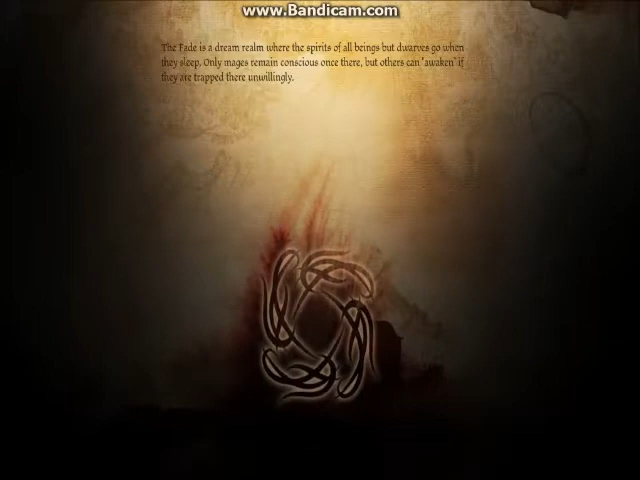 www.Bandicam.com
The Fade is a dream realm where the spirits of all beings but dwarves go when
they sleep. Only mages remain conscious once there, but others can "awaken" if
they are trapped there unwillingly.